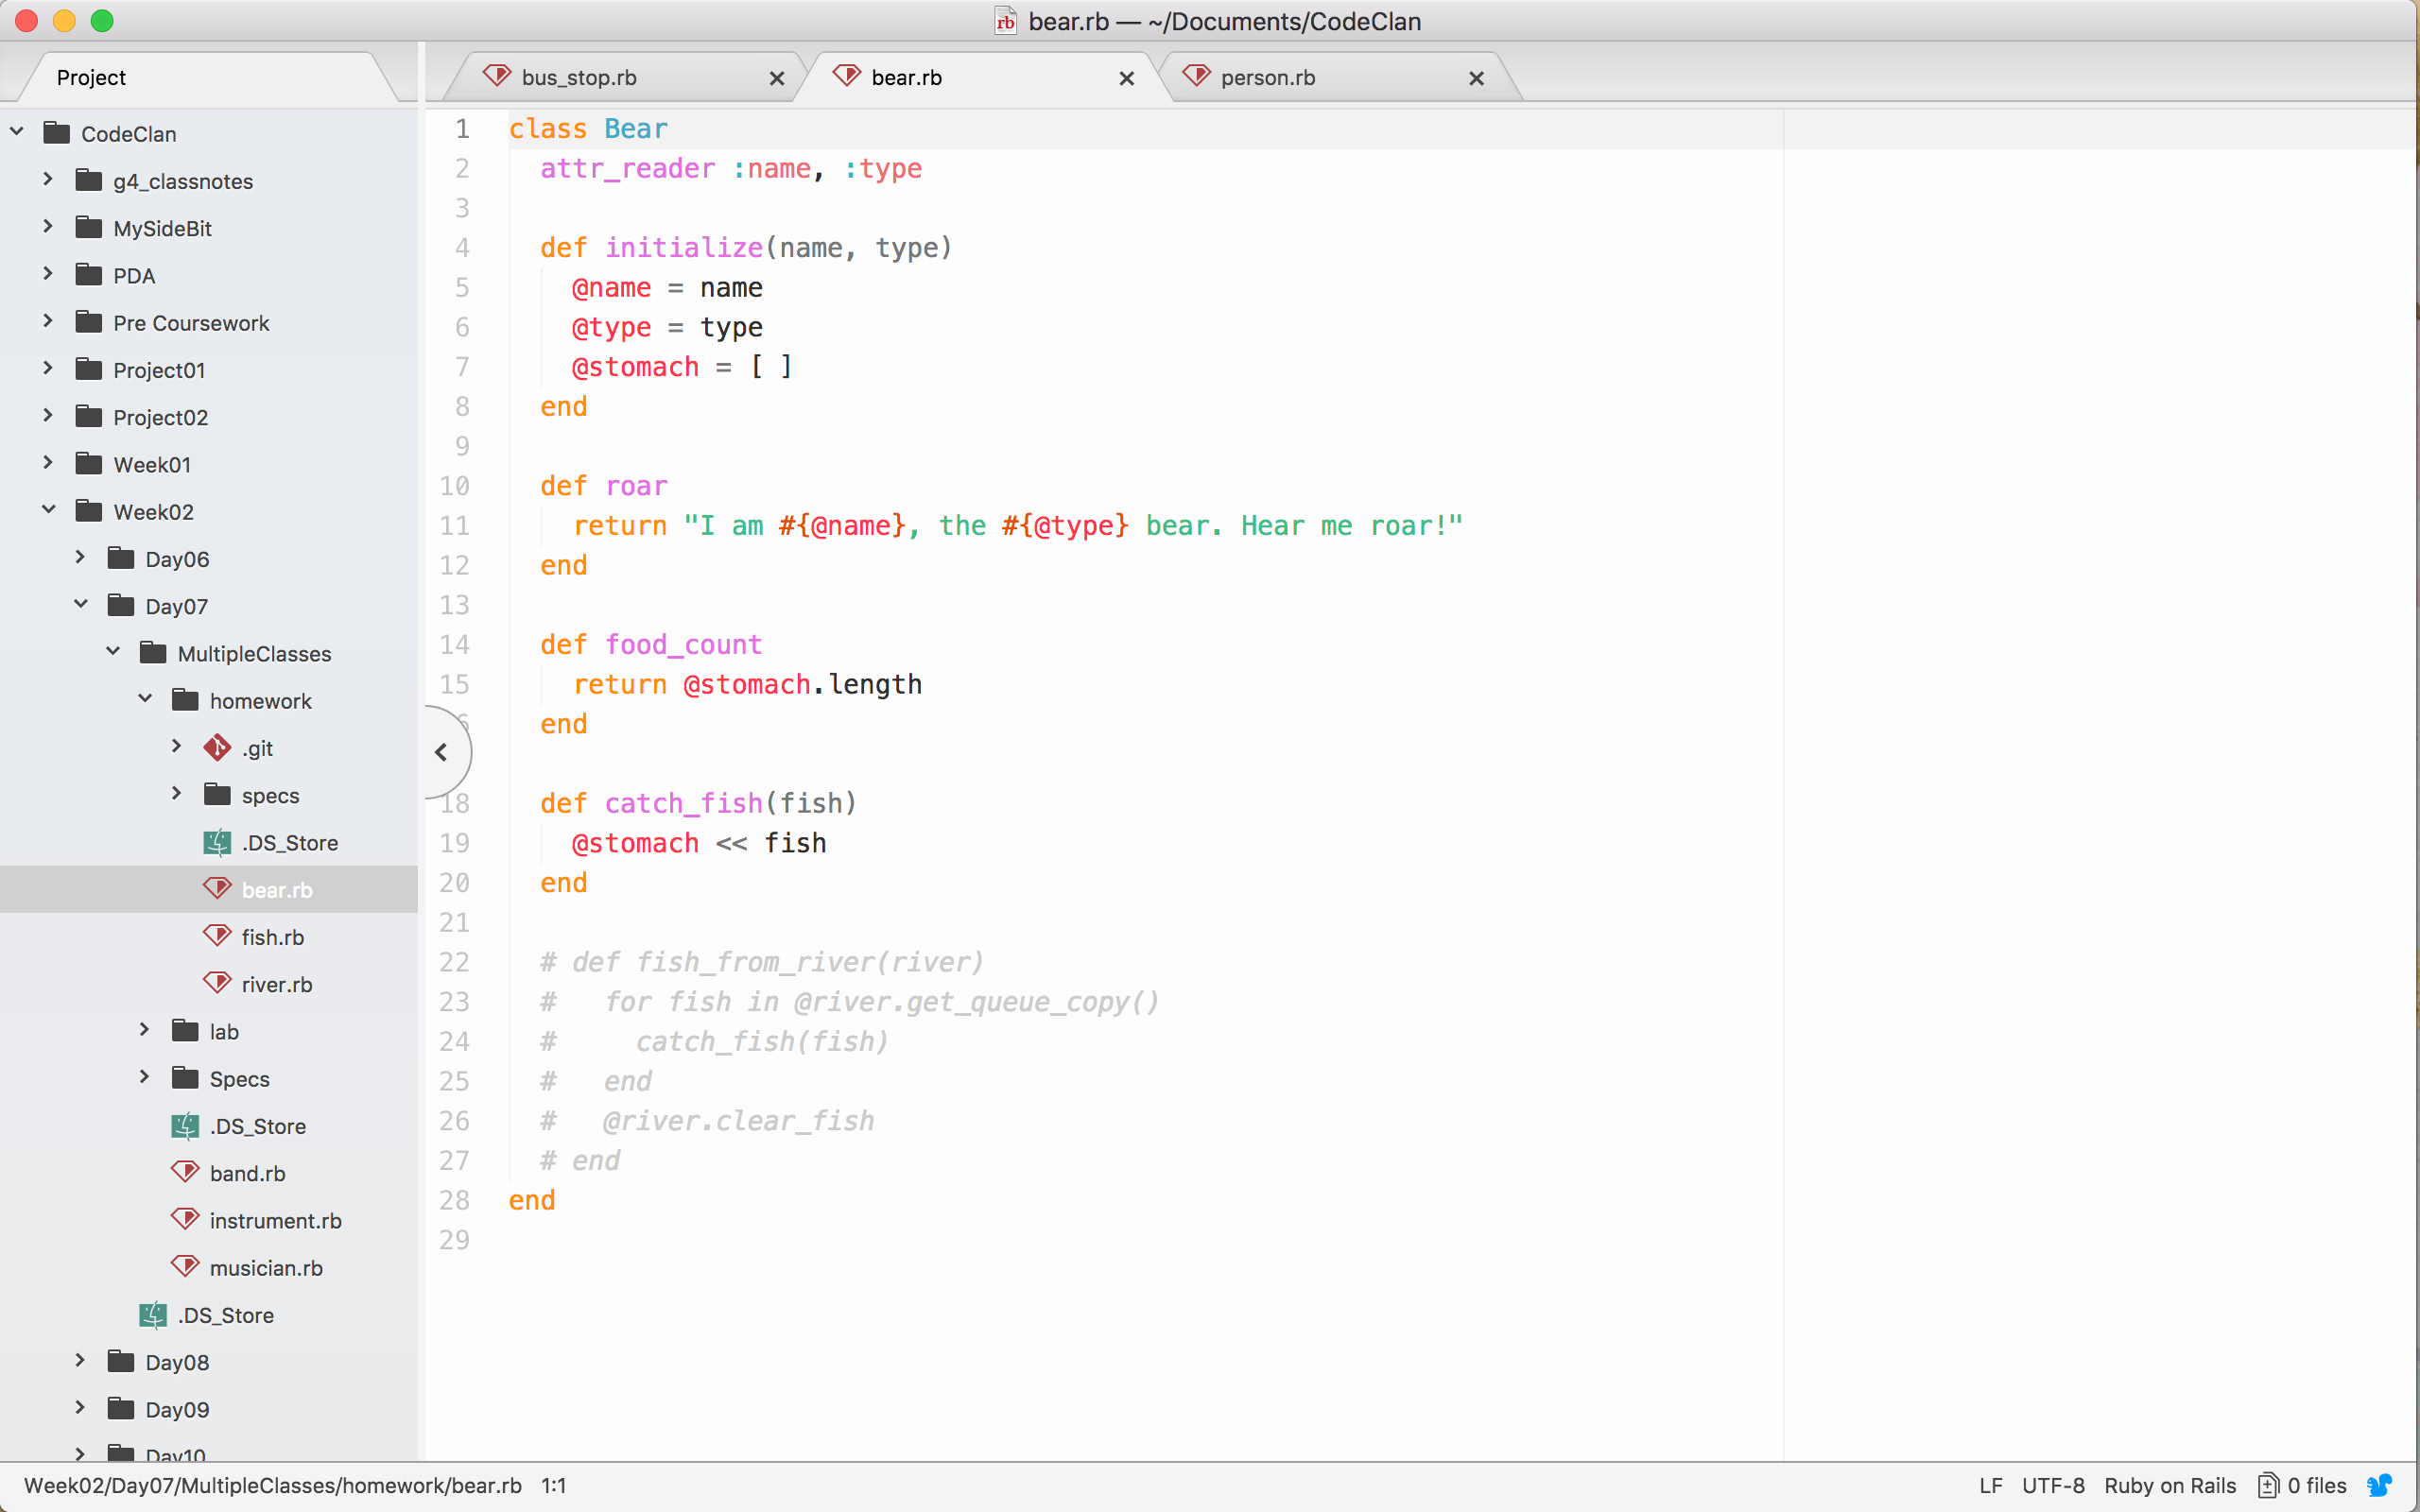 bear.rb — ~/Documents/CodeClan
Project
bus_stop.rb
bear.rb
person.rb
CodeClan
g4_classnotes
MySideBit
PDA
Pre Coursework
Project01
Project02
Week01
Week02
Day06
Day07
MultipleClasses
homework
.git
specs
.DS_Store
bear.rb
fish.rb
river.rb
lab
Specs
.DS_Store
band.rb
instrument.rb
musician.rb
.DS_Store
Day08
Day09
Day10
1 class Bear
2   attr_reader :name, :type
3
4   def initialize(name, type)
5     @name = name
6     @type = type
7     @stomach = [ ]
8   end
9
10   def roar
11     return "I am #{@name}, the #{@type} bear. Hear me roar!"
12   end
13
14   def food_count
15     return @stomach.length
6   end

18   def catch_fish(fish)
19     @stomach << fish
20   end
21
22   # def fish_from_river(river)
23   #   for fish in @river.get_queue_copy()
24   #     catch_fish(fish)
25   #   end
26   #   @river.clear_fish
27   # end
28 end
29
Week02/Day07/MultipleClasses/homework/bear.rb 1:1
LF UTF-8 Ruby on Rails 0 files